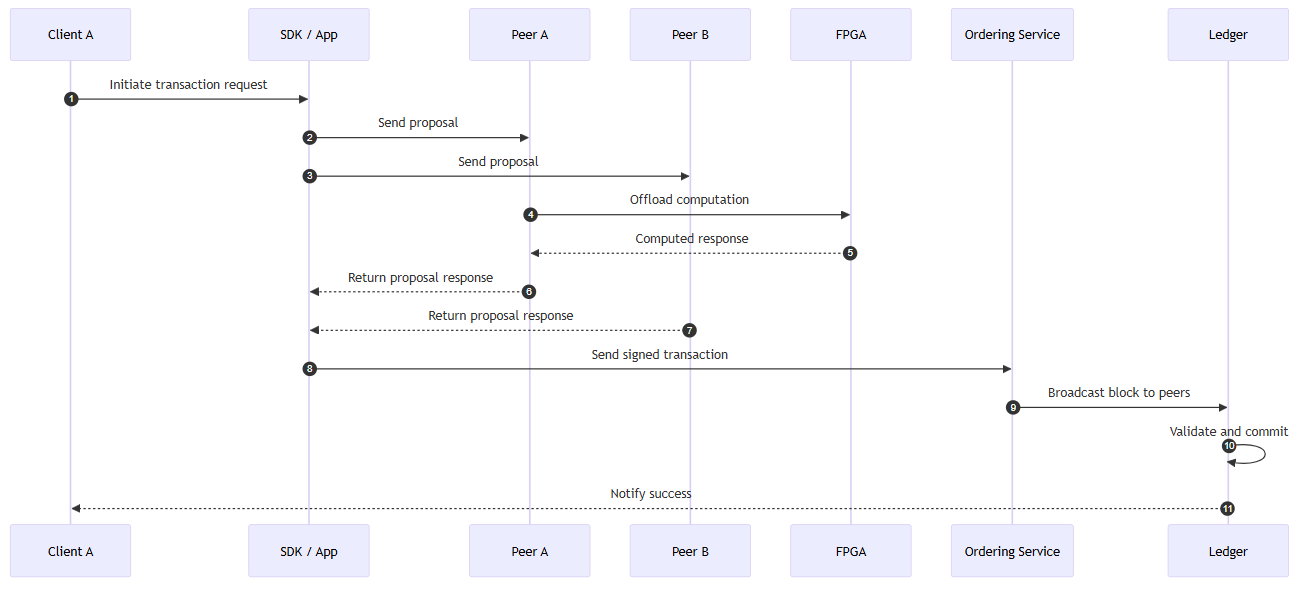 Client A
SDK / App
Peer A
Peer B
FPGA
Ordering Service
Ledger
Initiate transaction request
1
Send proposal
2
Send proposal
3
Offload computation
4
Computed response
5
Return proposal response
6
Return proposal response
7
Send signed transaction
8
Broadcast block to peers
9
Validate and commit
10
Notify success
11
Client A
SDK / App
Peer A
Peer B
FPGA
Ordering Service
Ledger